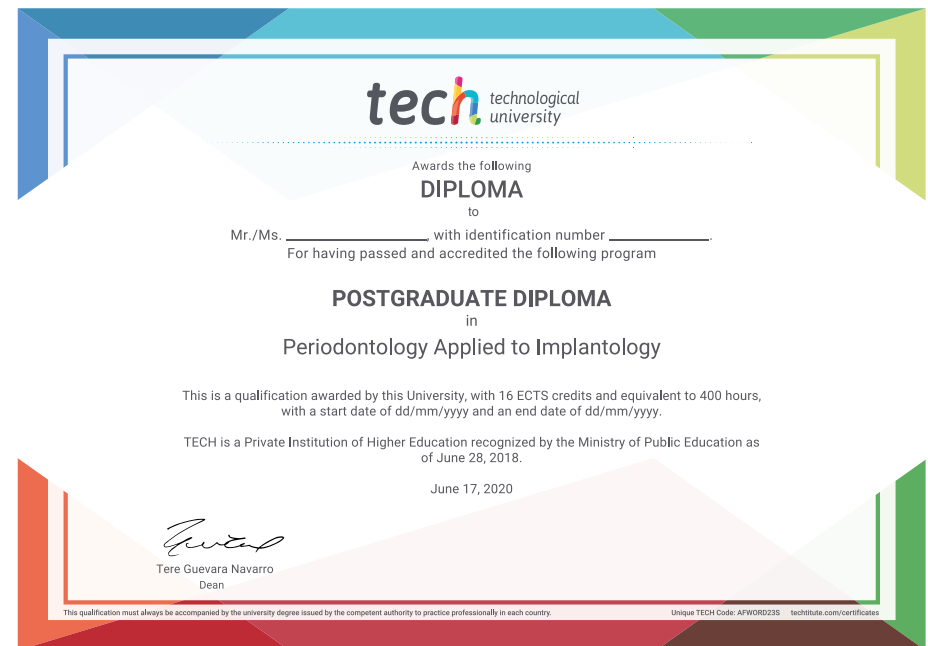 tech technological
university
Awards the following
DIPLOMA
to
Mr./Ms. ____________________, with identification number ______________.
For having passed and accredited the following program
POSTGRADUATE DIPLOMA
in
Periodontology Applied to Implantology
This is a qualification awarded by this University, with 16 ECTS credits and equivalent to 400 hours,
with a start date of dd/mm/yyyy and an end date of dd/mm/yyyy.
TECH is a Private Institution of Higher Education recognized by the Ministry of Public Education as
of June 28, 2018.
June 17, 2020
Tere Guevara Navarro
Dean
This qualification must always be accompanied by the university degree issued by the competent authority to practice professionally in each country.
Unique TECH Code: AFWORD23S techtitute.com/certificates